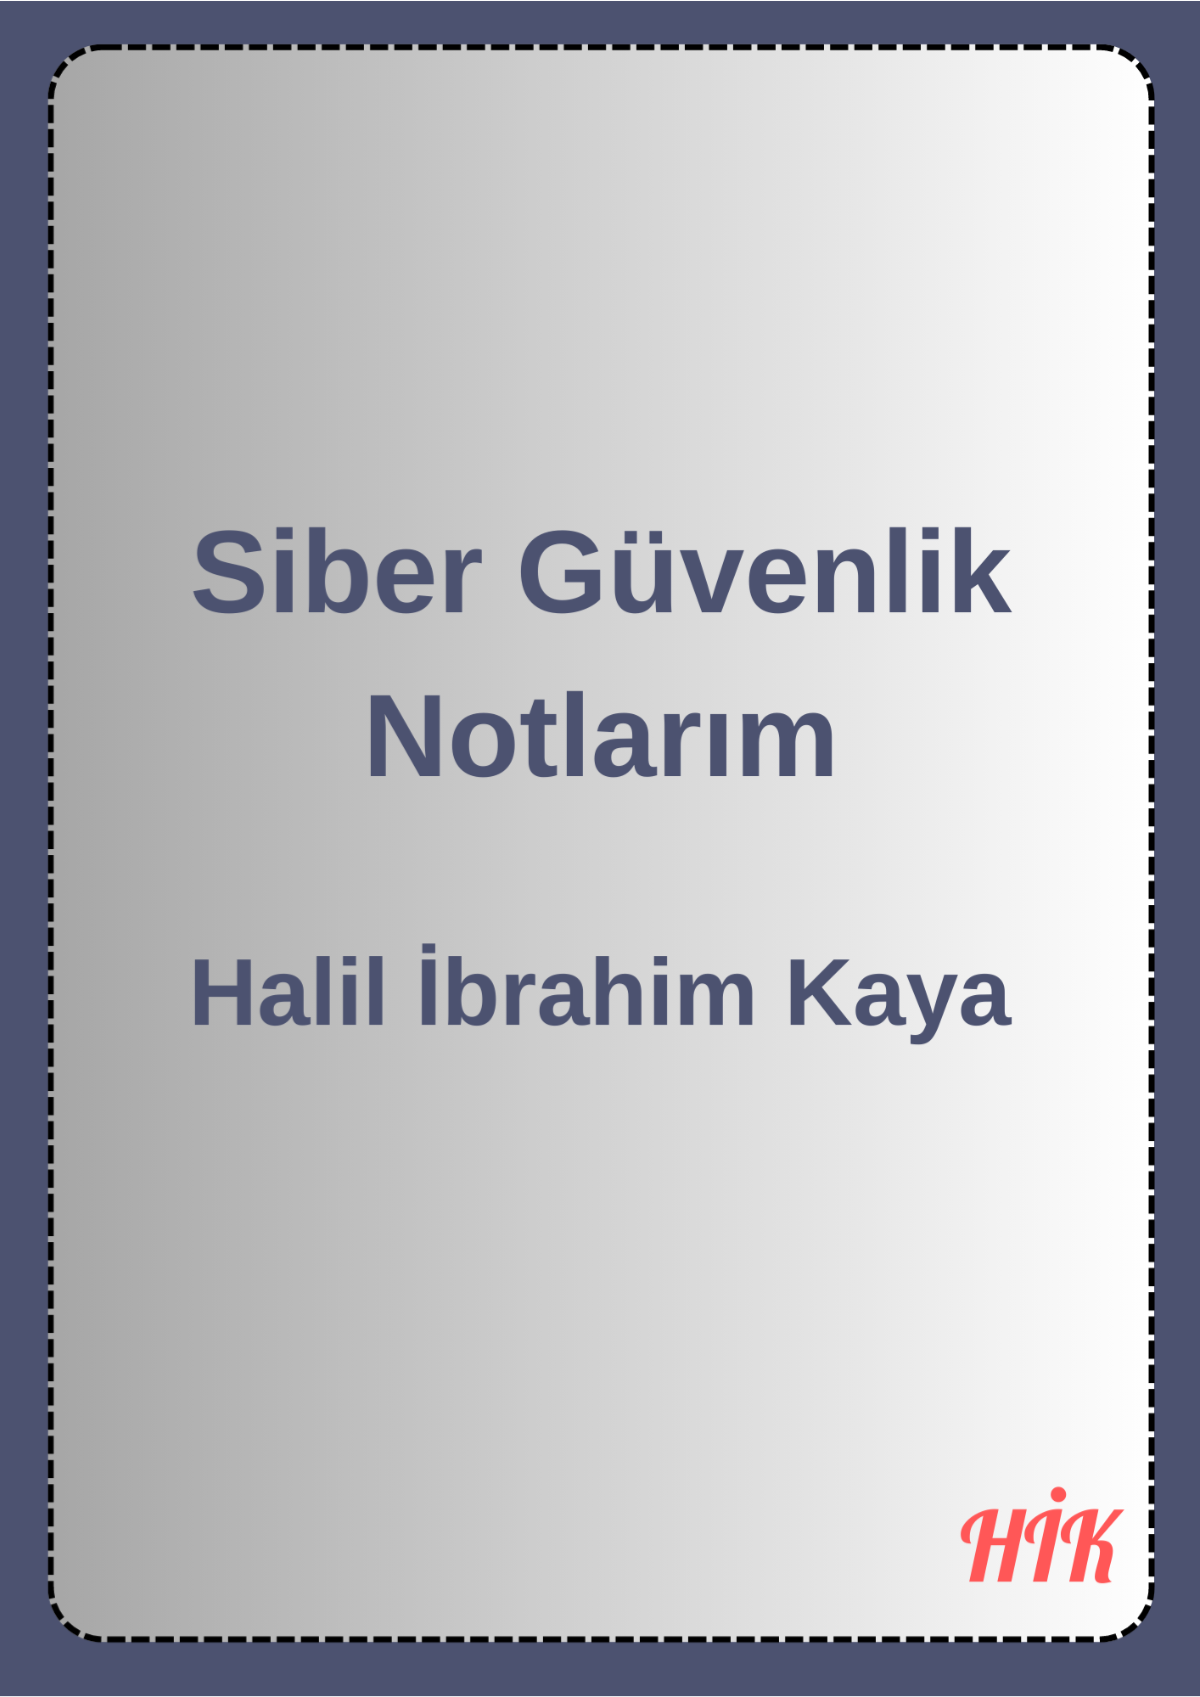 Siber Güvenlik
Notlarım
Halil İbrahim Kaya
HİK